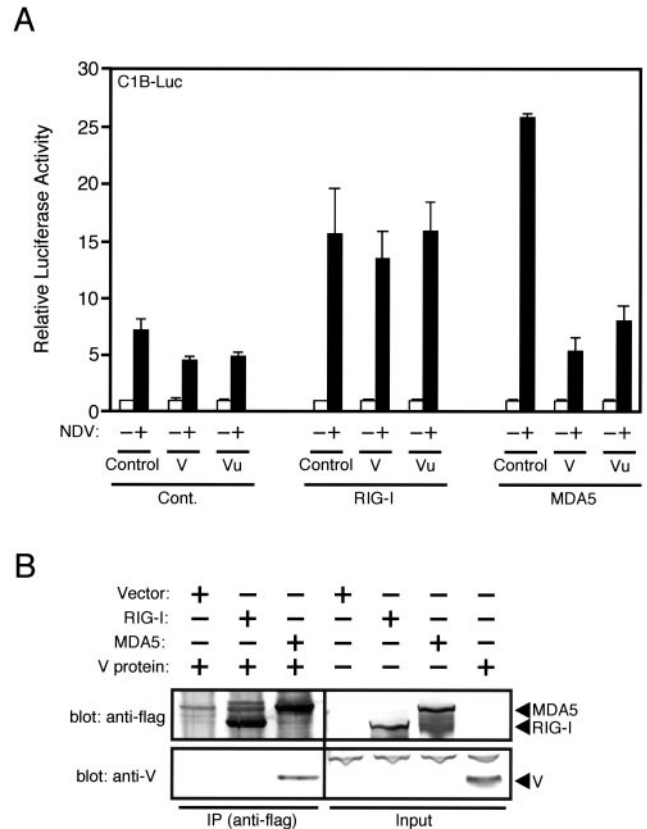 A
C1B-Luc
Relative Luciferase Activity
30
25
20
15
10
5
0
NDV: −+ −+ −+ −+ −+ −+ −+ −+ −+
Control V Vu Control V Vu Control V Vu
Cont. RIG-I MDA5
B
Vector: + − − + − − −
RIG-I: − + − − + − −
MDA5: − − + − − + −
V protein: + + + − − − +
blot: anti-flag
MDA5
RIG-I
blot: anti-V
V
IP (anti-flag) Input